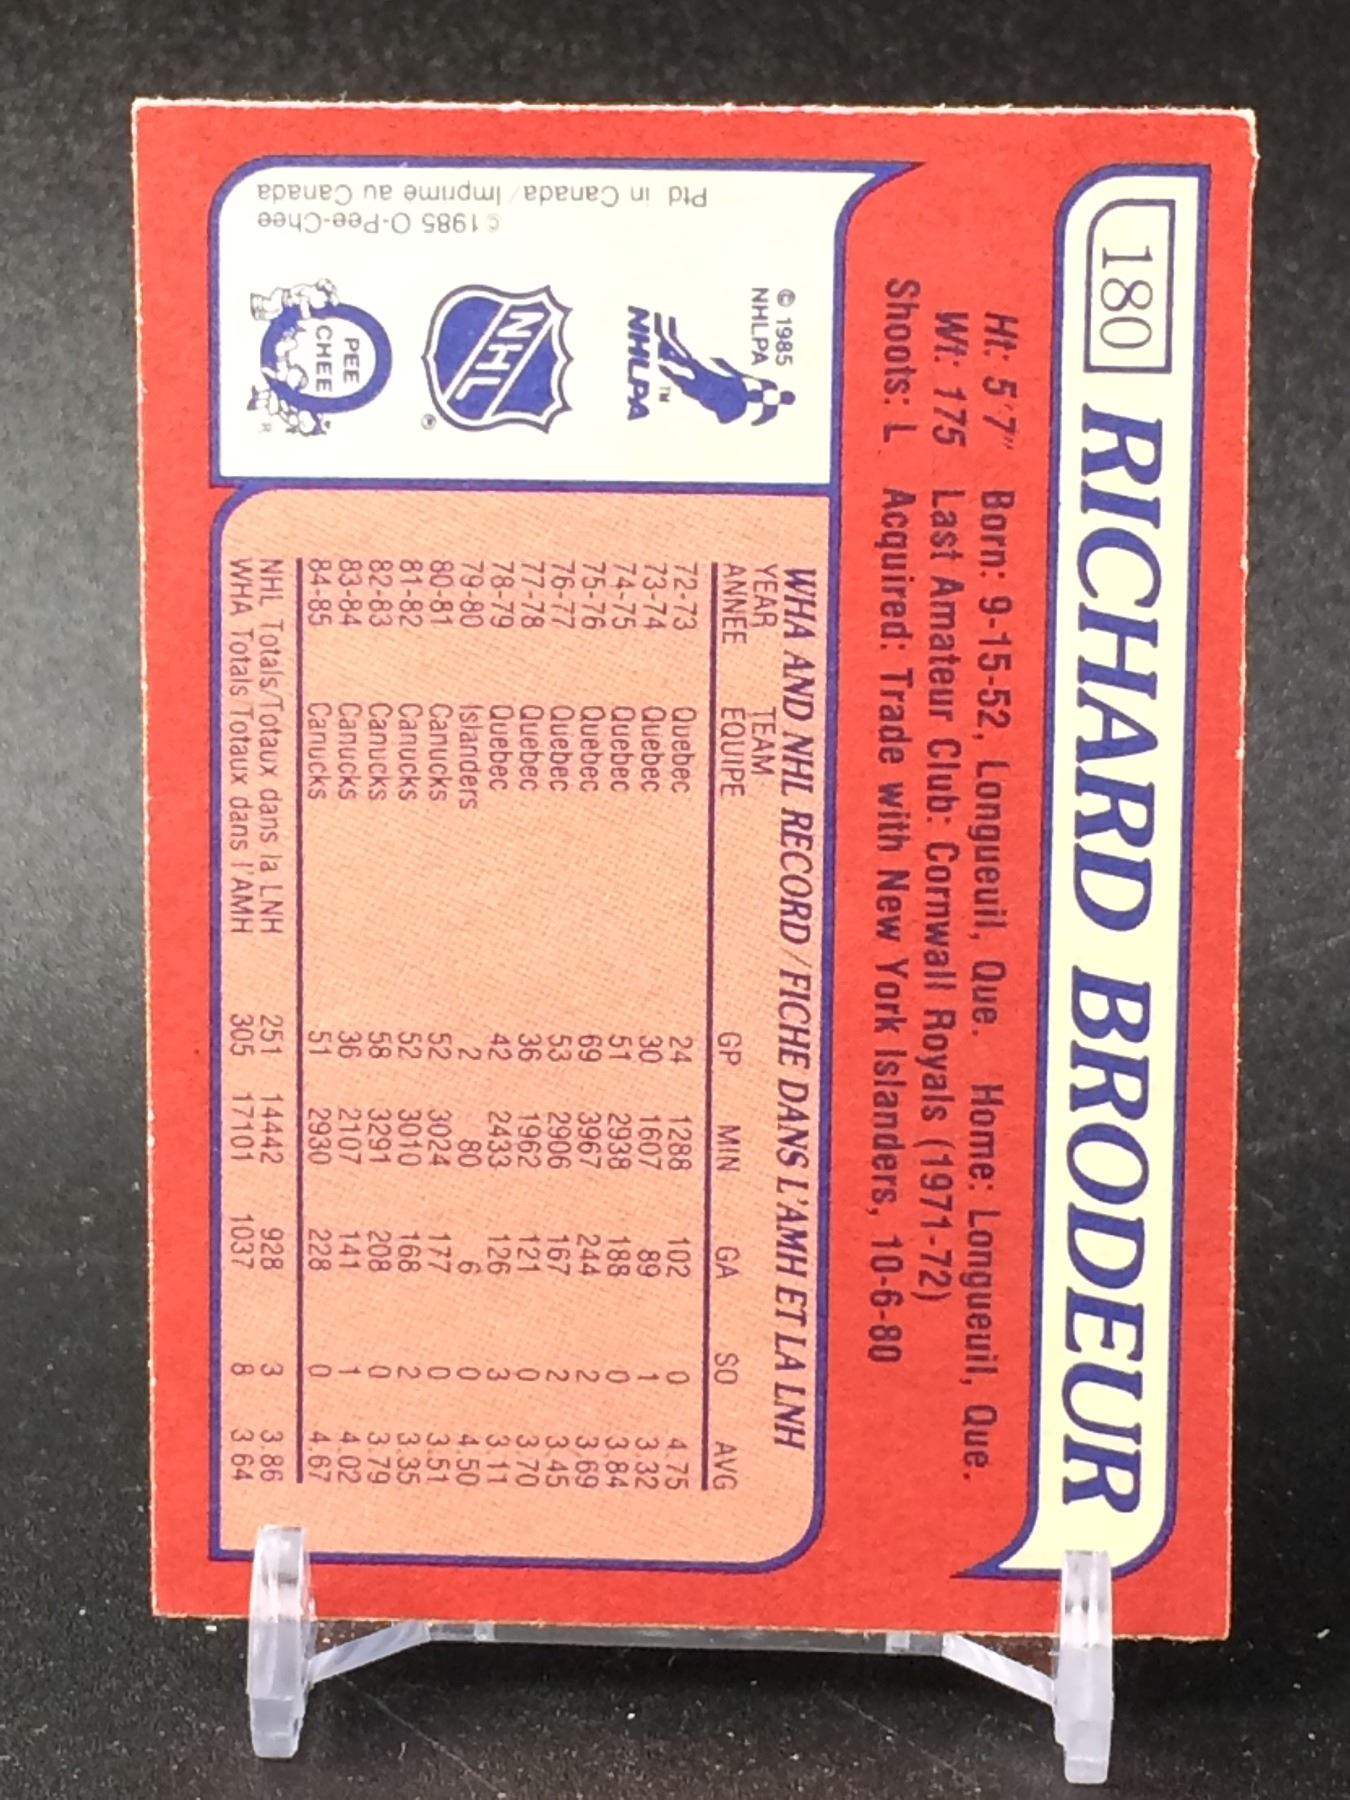 180 RICHARD BRODEUR
Ht: 5'7" Born: 9-15-52, Longueuil, Que. Home: Longueuil, Que.
Wt: 175 Last Amateur Club: Cornwall Royals (1971-72)
Shoots: L Acquired: Trade with New York Islanders, 10-6-80
© 1985
NHLPA
NHLPA
TM
NHL
®
PEE
CHEE
R
© 1985 O-Pee-Chee
Ptd. in Canada/Imprimé au Canada
WHA AND NHL RECORD/FICHE DANS L'AMH ET LA LNH
YEAR TEAM
ANNEE EQUIPE GP MIN GA SO AVG
72-73 Quebec 24 1288 102 0 4.75
73-74 Quebec 30 1607 89 1 3.32
74-75 Quebec 51 2938 188 0 3.84
75-76 Quebec 69 3967 244 2 3.69
76-77 Quebec 53 2906 167 2 3.45
77-78 Quebec 36 1962 121 0 3.70
78-79 Quebec 42 2433 126 3 3.11
79-80 Islanders 2 80 6 0 4.50
80-81 Canucks 52 3024 177 0 3.51
81-82 Canucks 52 3010 168 2 3.35
82-83 Canucks 58 3291 208 0 3.79
83-84 Canucks 36 2107 141 1 4.02
84-85 Canucks 51 2930 228 0 4.67
NHL Totals/Totaux dans la LNH 251 14442 928 3 3.86
WHA Totals Totaux dans l'AMH 305 17101 1037 8 3.64